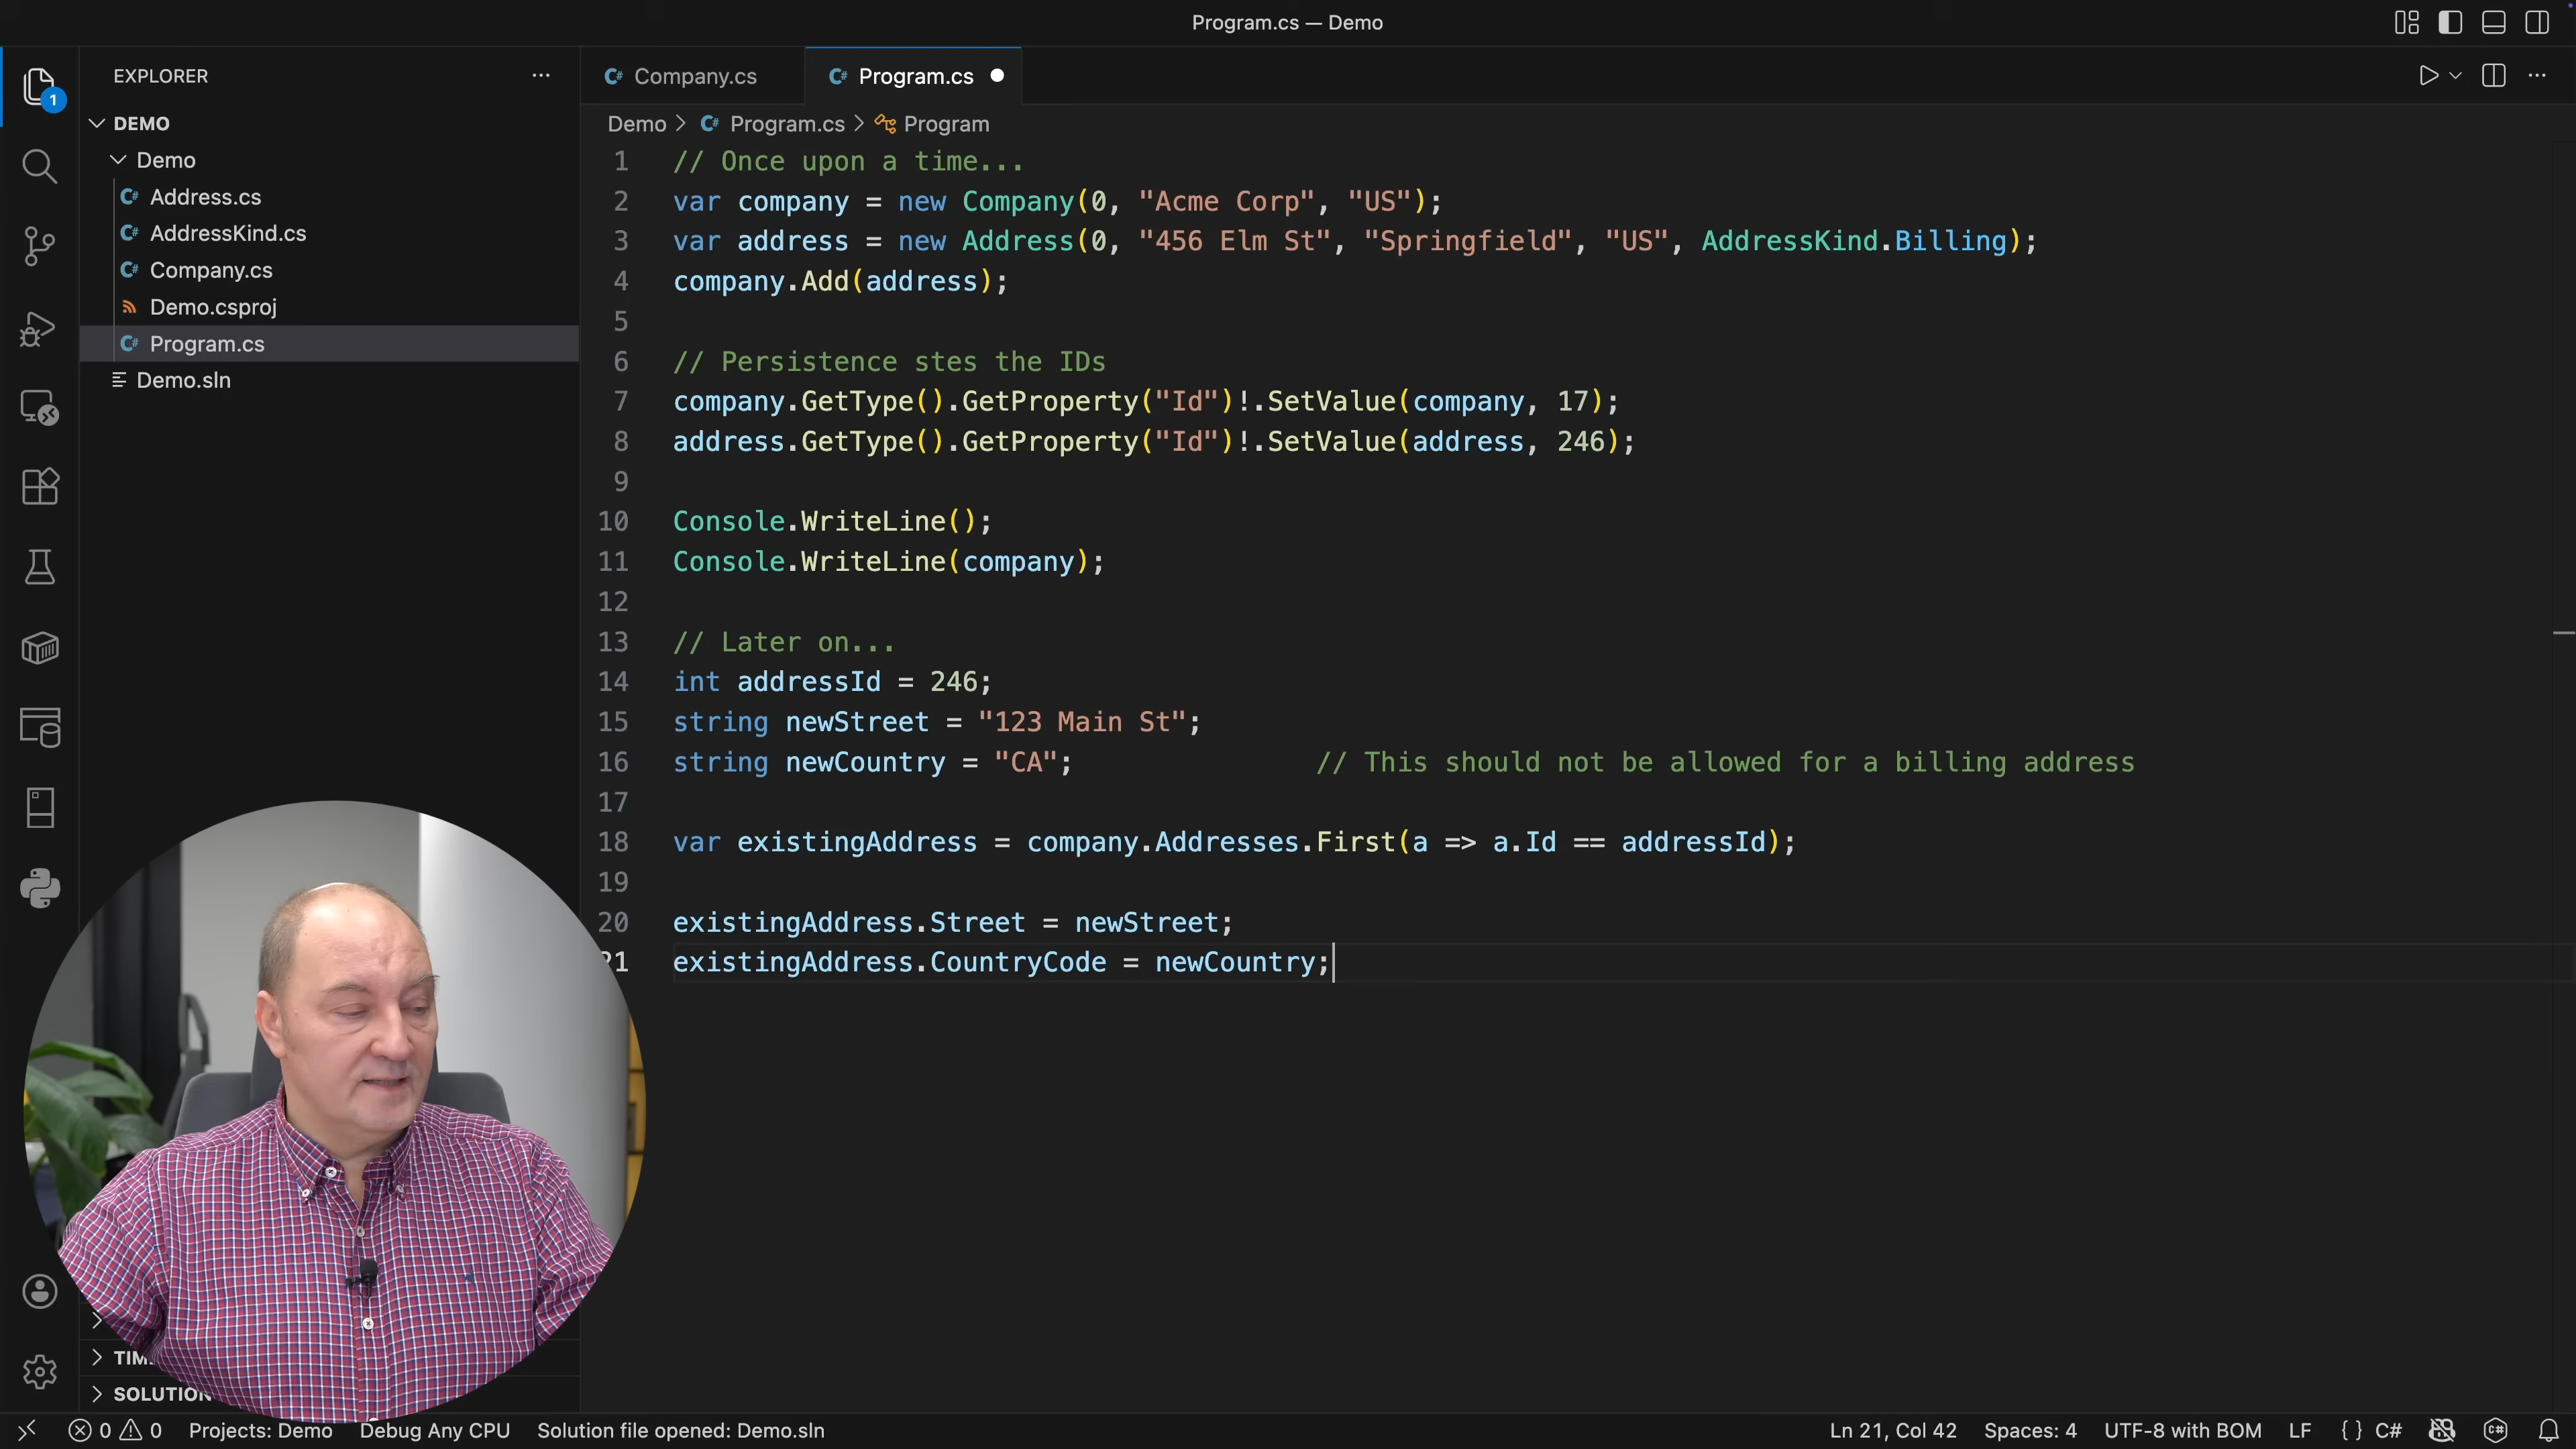 Program.cs — Demo
EXPLORER
1
DEMO
Demo
Address.cs
AddressKind.cs
Company.cs
Demo.csproj
Program.cs
Demo.sln
SOLUTION
Company.cs
Program.cs
Demo > Program.cs > Program
1 // Once upon a time...
2 var company = new Company(0, "Acme Corp", "US");
3 var address = new Address(0, "456 Elm St", "Springfield", "US", AddressKind.Billing);
4 company.Add(address);
5
6 // Persistence stes the IDs
7 company.GetType().GetProperty("Id")!.SetValue(company, 17);
8 address.GetType().GetProperty("Id")!.SetValue(address, 246);
9
10 Console.WriteLine();
11 Console.WriteLine(company);
12
13 // Later on...
14 int addressId = 246;
15 string newStreet = "123 Main St";
16 string newCountry = "CA"; // This should not be allowed for a billing address
17
18 var existingAddress = company.Addresses.First(a => a.Id == addressId);
19
20 existingAddress.Street = newStreet;
21 existingAddress.CountryCode = newCountry;
0 0 Projects: Demo Debug Any CPU Solution file opened: Demo.sln Ln 21, Col 42 Spaces: 4 UTF-8 with BOM LF { } C#